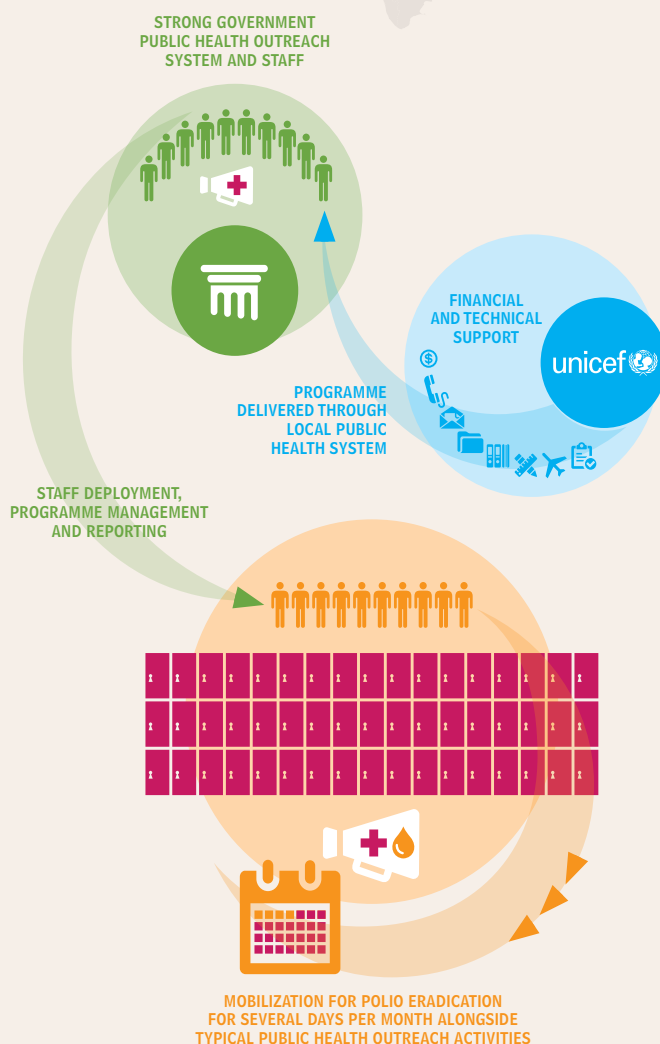 STRONG GOVERNMENT
PUBLIC HEALTH OUTREACH
SYSTEM AND STAFF
FINANCIAL
AND TECHNICAL
SUPPORT
$
unicef
PROGRAMME
DELIVERED THROUGH
LOCAL PUBLIC
HEALTH SYSTEM
STAFF DEPLOYMENT,
PROGRAMME MANAGEMENT
AND REPORTING
MOBILIZATION FOR POLIO ERADICATION
FOR SEVERAL DAYS PER MONTH ALONGSIDE
TYPICAL PUBLIC HEALTH OUTREACH ACTIVITIES